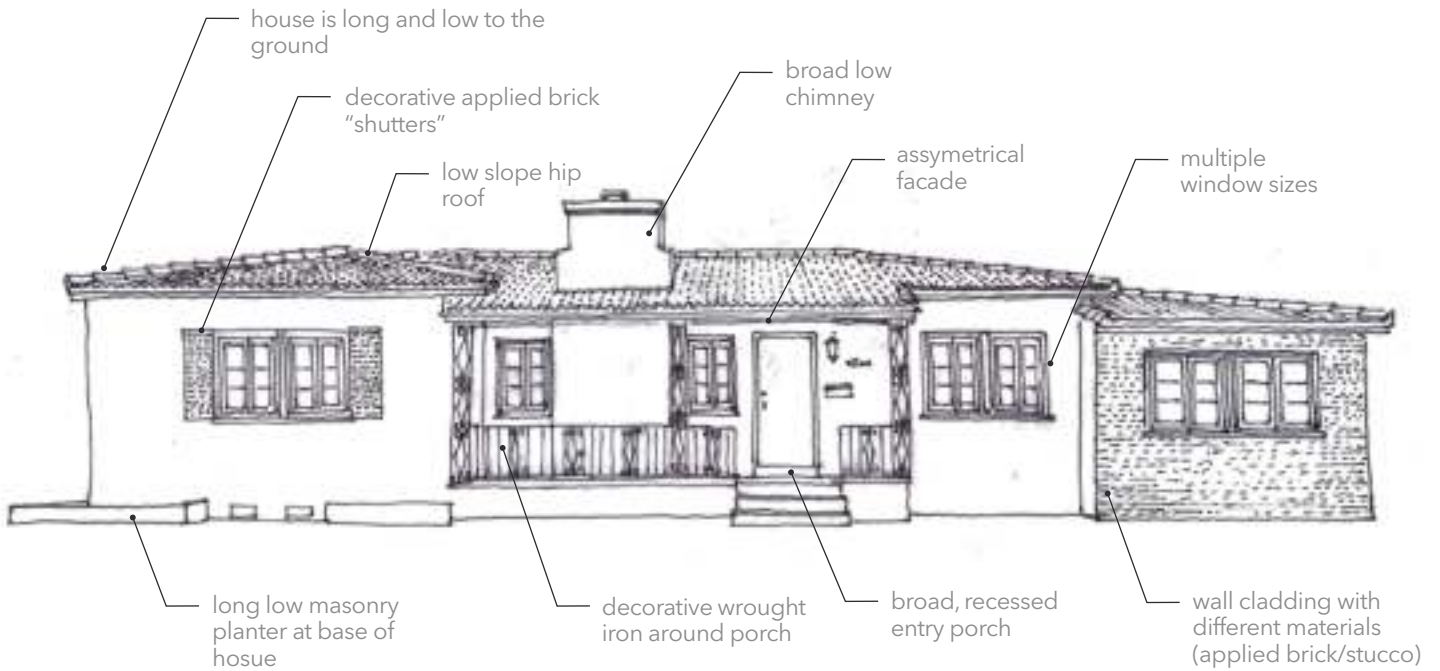 house is long and low to the
ground
decorative applied brick
“shutters”
low slope hip
roof
broad low
chimney
assymetrical
facade
multiple
window sizes
long low masonry
planter at base of
hosue
decorative wrought
iron around porch
broad, recessed
entry porch
wall cladding with
different materials
(applied brick/stucco)